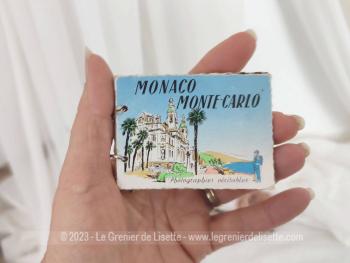 MONACO
MONTE-CARLO
Photographies véritables
©2023 - Le Grenier de Lisette - www.legrenierdelisette.com